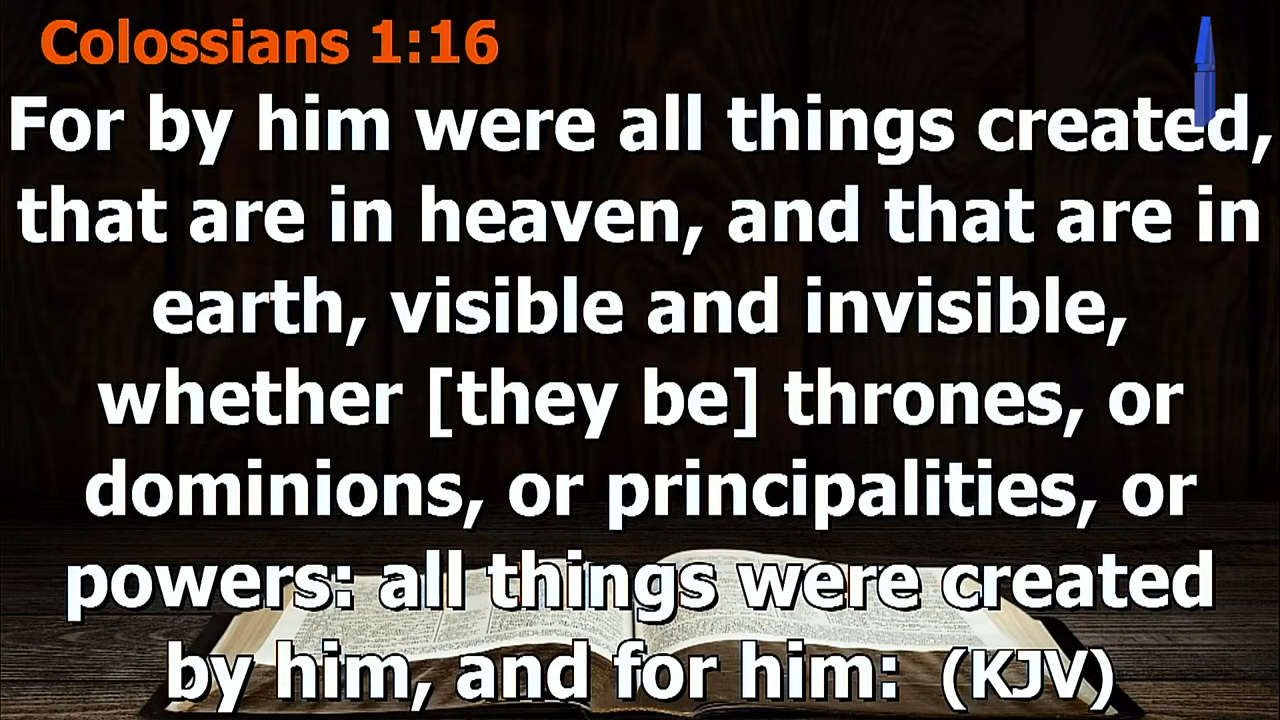 Colossians 1:16
For by him were all things created,
that are in heaven, and that are in
earth, visible and invisible,
whether [they be] thrones, or
dominions, or principalities, or
powers: all things were created
by him, and for him: (KJV)